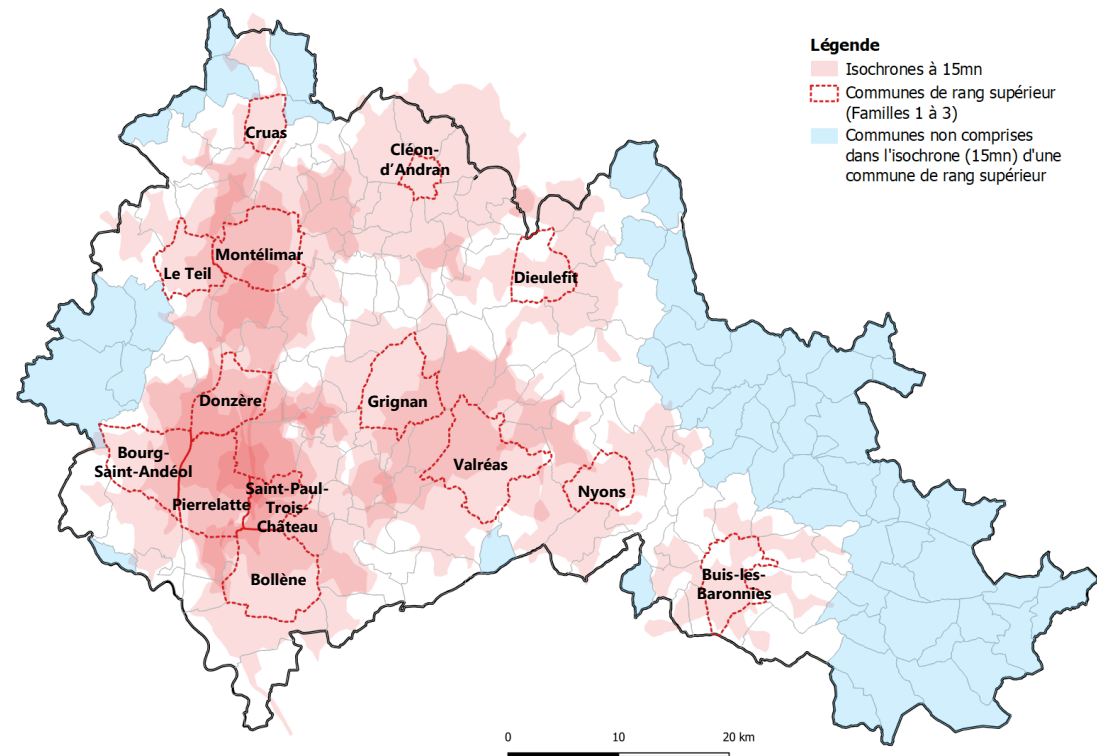 Légende
Isochrones à 15mn
Communes de rang supérieur
(Familles 1 à 3)
Communes non comprises
dans l'isochrone (15mn) d'une
commune de rang supérieur
Cruas
Cléon-
d'Andran
Montélimar
Le Teil
Dieulefit
Donzère
Grignan
Bourg-
Saint-Andéol
Valréas
Nyons
Pierrelatte
Saint-Paul-
Trois-
Château
Bollène
Buis-les-
Baronnies
0 10 20 km